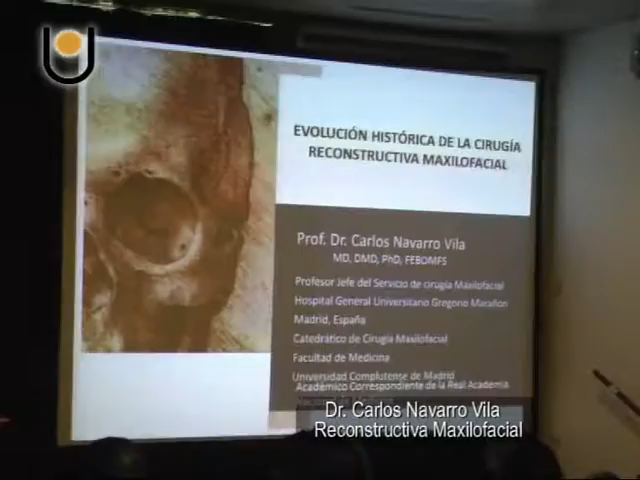 EVOLUCIÓN HISTÓRICA DE LA CIRUGÍA
RECONSTRUCTIVA MAXILOFACIAL
Prof. Dr. Carlos Navarro Vila
MD, DMD, PhD, FEBOMFS
Profesor Jefe del Servicio de cirugía Maxilofacial
Hospital General Universitario Gregorio Marañón
Madrid, España
Catedrático de Cirugía Maxilofacial
Facultad de Medicina
Universidad Complutense de Madrid
Académico Correspondiente de la Real Academia
Dr. Carlos Navarro Vila
Reconstructiva Maxilofacial